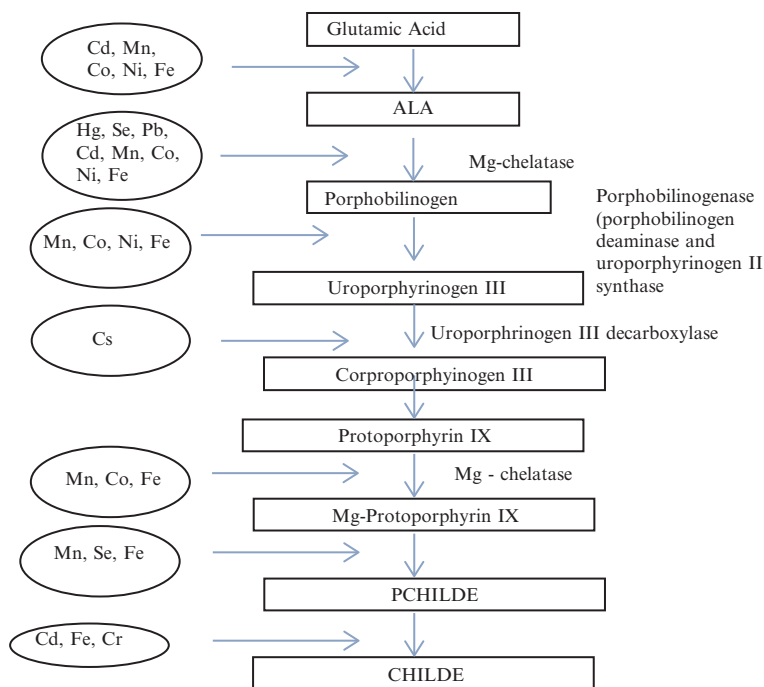 Glutamic Acid
Cd, Mn,
Co, Ni, Fe
ALA
Hg, Se, Pb,
Cd, Mn, Co,
Ni, Fe
Mg-chelatase
Porphobilinogen
Porphobilinogenase
(porphobilinogen
deaminase and
uroporphyrinogen II
synthase
Mn, Co, Ni, Fe
Uroporphyrinogen III
Cs
Uroporphrinogen III decarboxylase
Corproporphyinogen III
Protoporphyrin IX
Mn, Co, Fe
Mg - chelatase
Mg-Protoporphyrin IX
Mn, Se, Fe
PCHILDE
Cd, Fe, Cr
CHILDE